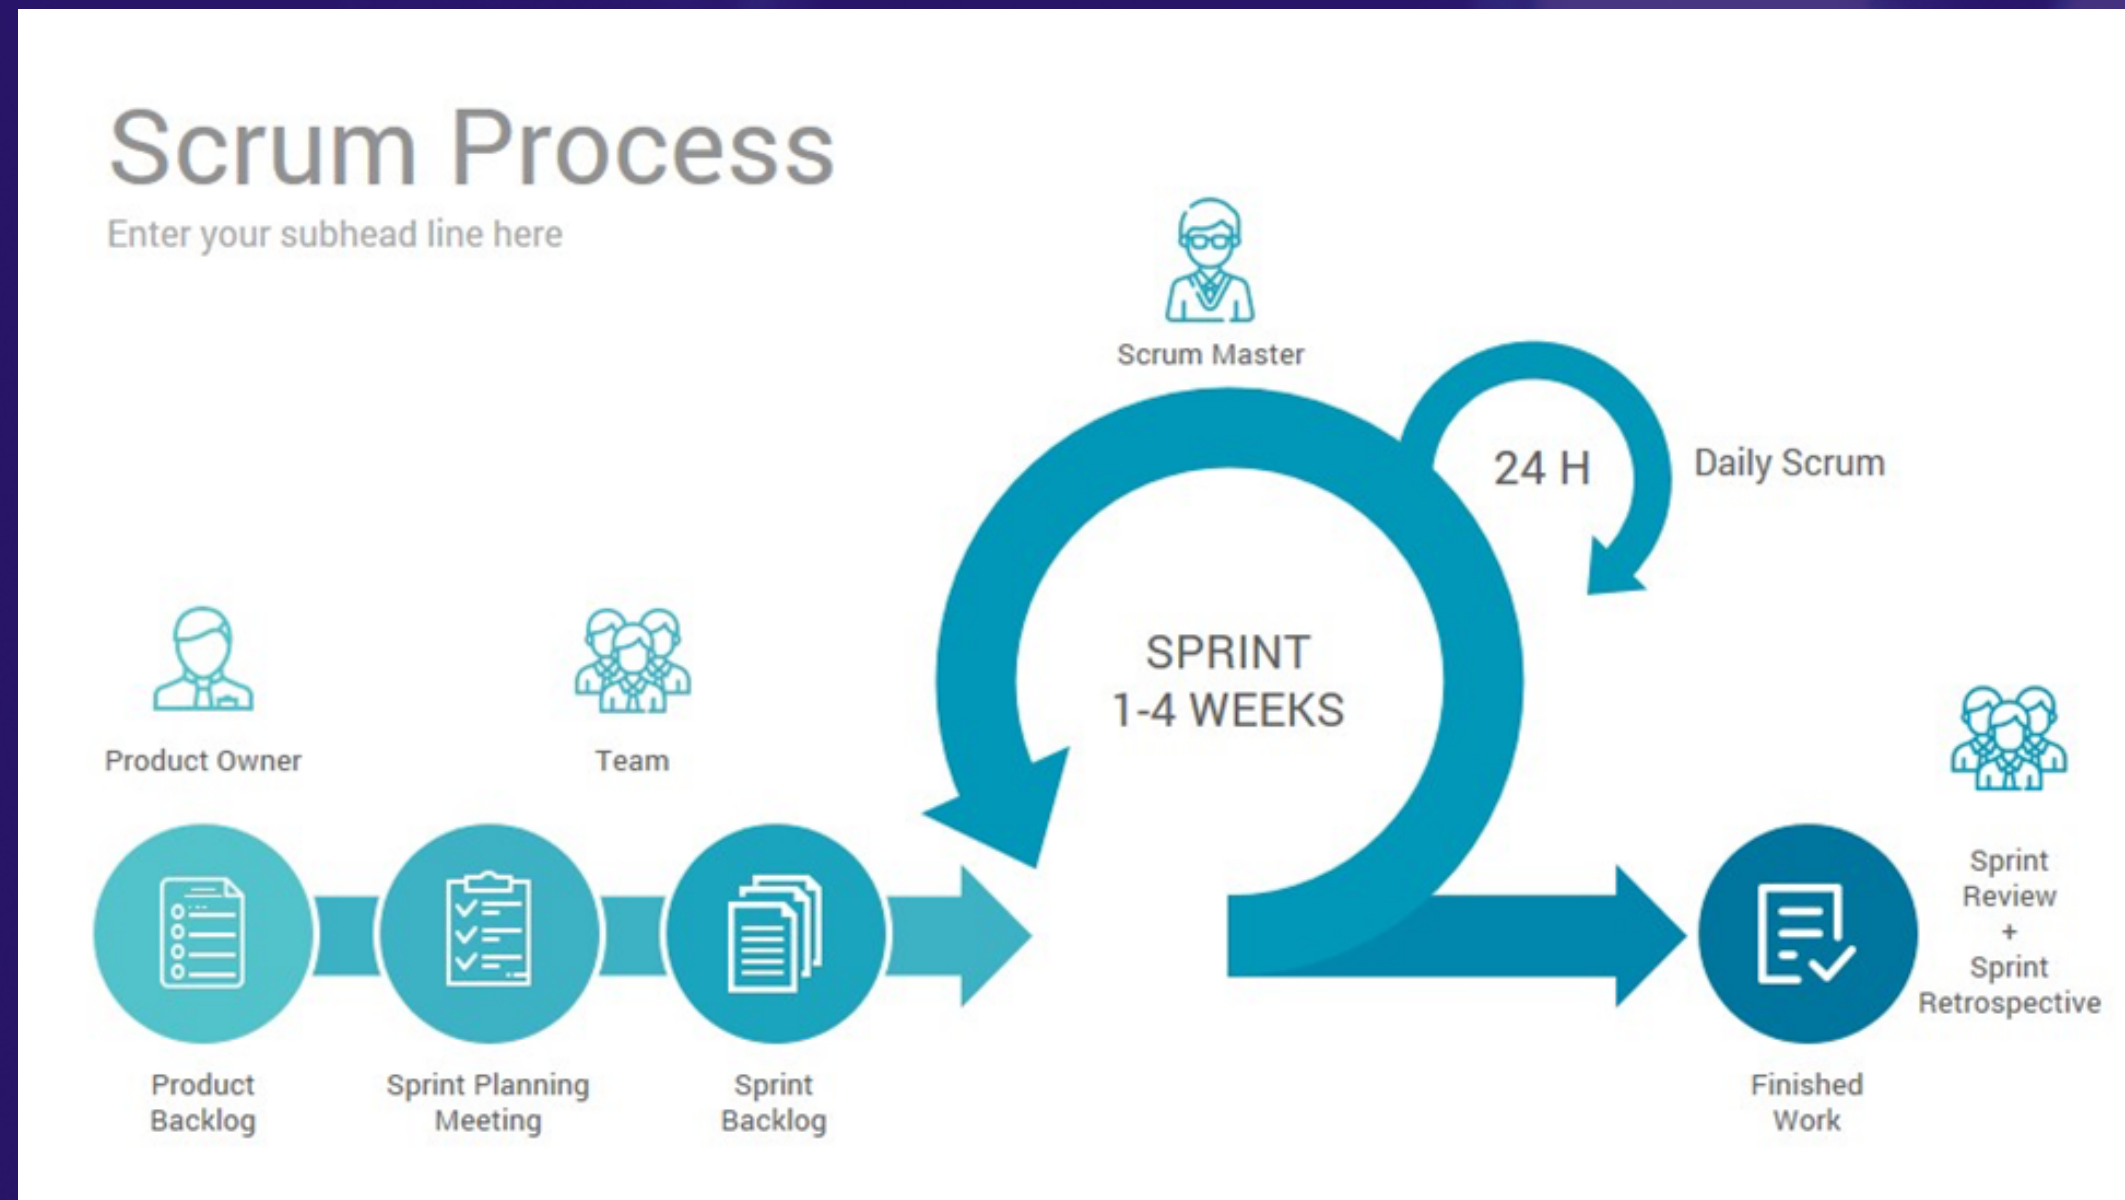 Scrum Process
Enter your subhead line here
Scrum Master
24 H
Daily Scrum
SPRINT
1-4 WEEKS
Product Owner
Team
Sprint
Review
+
Sprint
Retrospective
Product
Backlog
Sprint Planning
Meeting
Sprint
Backlog
Finished
Work